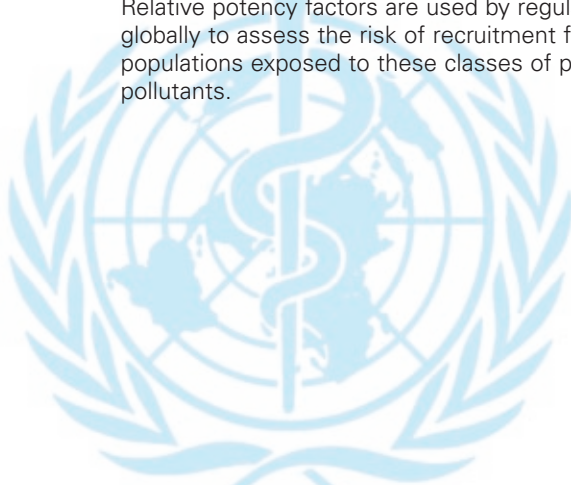 Relative potency factors are used by regul
globally to assess the risk of recruitment f
populations exposed to these classes of p
pollutants.